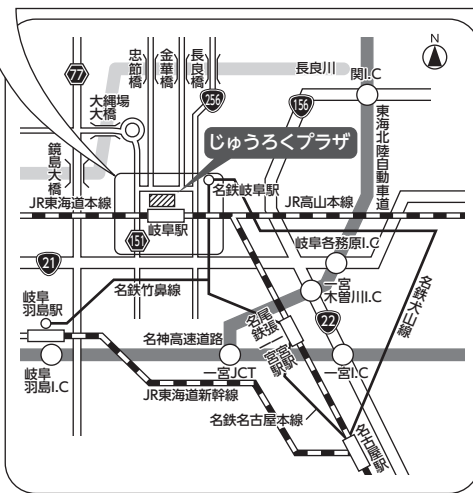 N
77
忠節橋
金華橋
長良橋
長良川
関I.C
256
156
大縄場
大橋
東海北陸自動車道
じゅうろくプラザ
鏡島大橋
名鉄岐阜駅
JR東海道本線
JR高山本線
岐阜駅
151
岐阜各務原I.C
21
名鉄竹鼻線
一宮
木曽川I.C
名鉄犬山線
岐阜
羽島駅
22
名鉄一宮駅
尾張一宮駅
名神高速道路
岐阜
羽島I.C
一宮JCT
一宮I.C
JR東海道新幹線
名鉄名古屋本線
名古屋駅